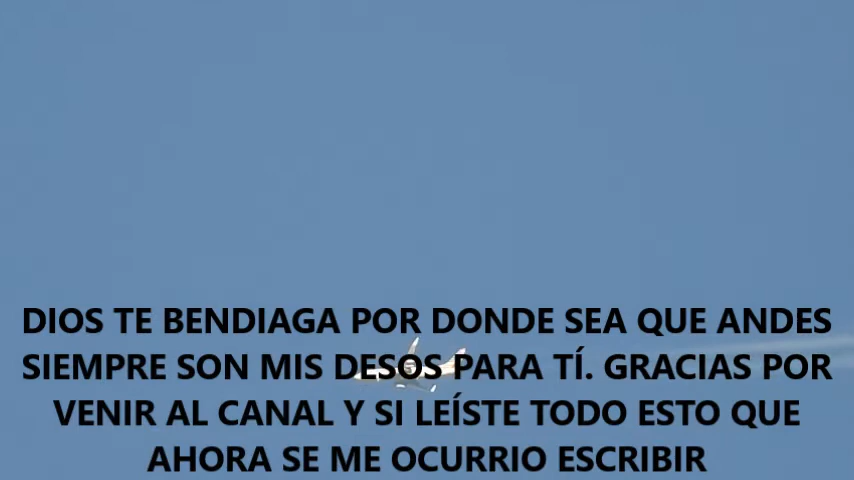 DIOS TE BENDIAGA POR DONDE SEA QUE ANDES
SIEMPRE SON MIS DESOS PARA TÍ. GRACIAS POR
VENIR AL CANAL Y SI LEÍSTE TODO ESTO QUE
AHORA SE ME OCURRIO ESCRIBIR